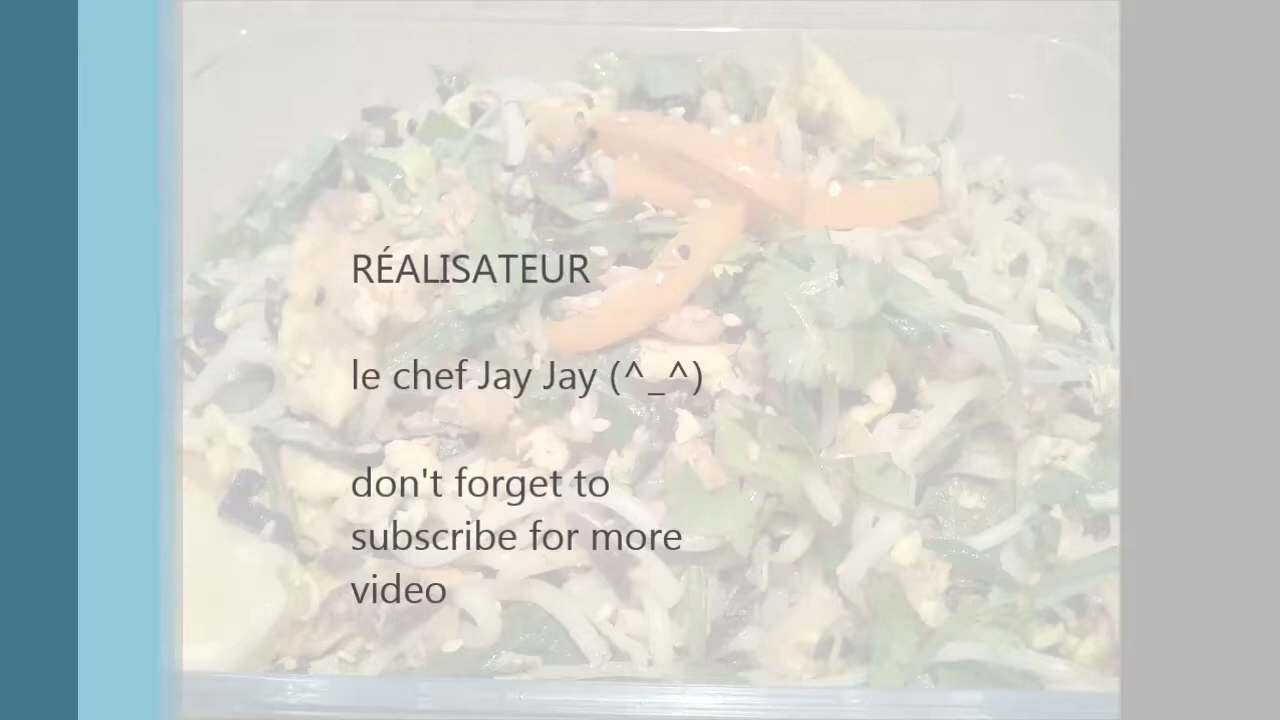 RÉALISATEUR
le chef Jay Jay (^_^)
don't forget to
subscribe for more
video